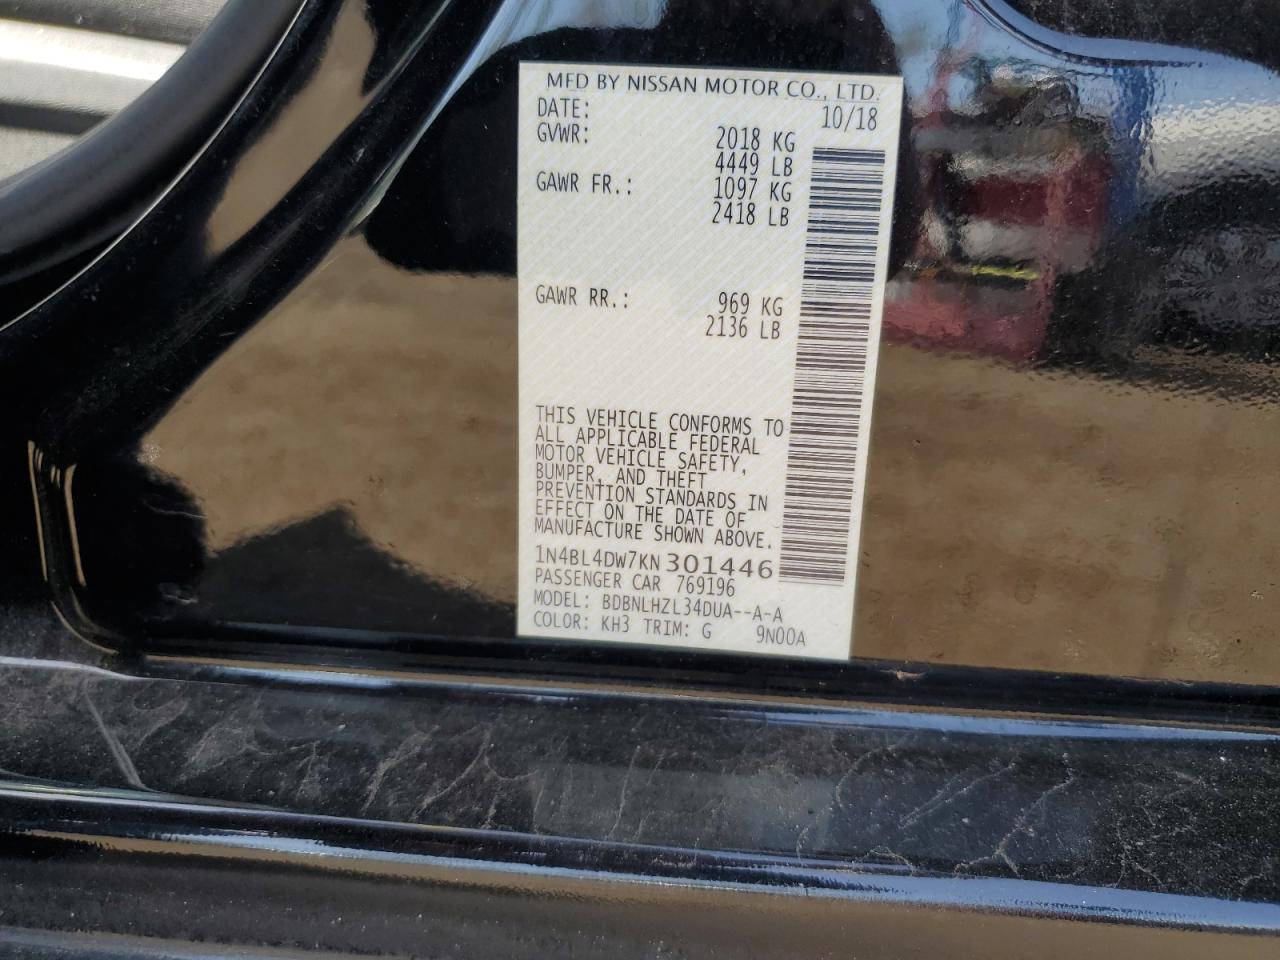 MFD BY NISSAN MOTOR CO., LTD.
DATE: 10/18
GVWR: 2018 KG
4449 LB
GAWR FR.: 1097 KG
2418 LB
GAWR RR.: 969 KG
2136 LB
THIS VEHICLE CONFORMS TO
ALL APPLICABLE FEDERAL
MOTOR VEHICLE SAFETY,
BUMPER, AND THEFT
PREVENTION STANDARDS IN
EFFECT ON THE DATE OF
MANUFACTURE SHOWN ABOVE.
1N4BL4DW7KN301446
PASSENGER CAR 769196
MODEL: BDBNLHZL34DUA--A-A
COLOR: KH3 TRIM: G 9N00A